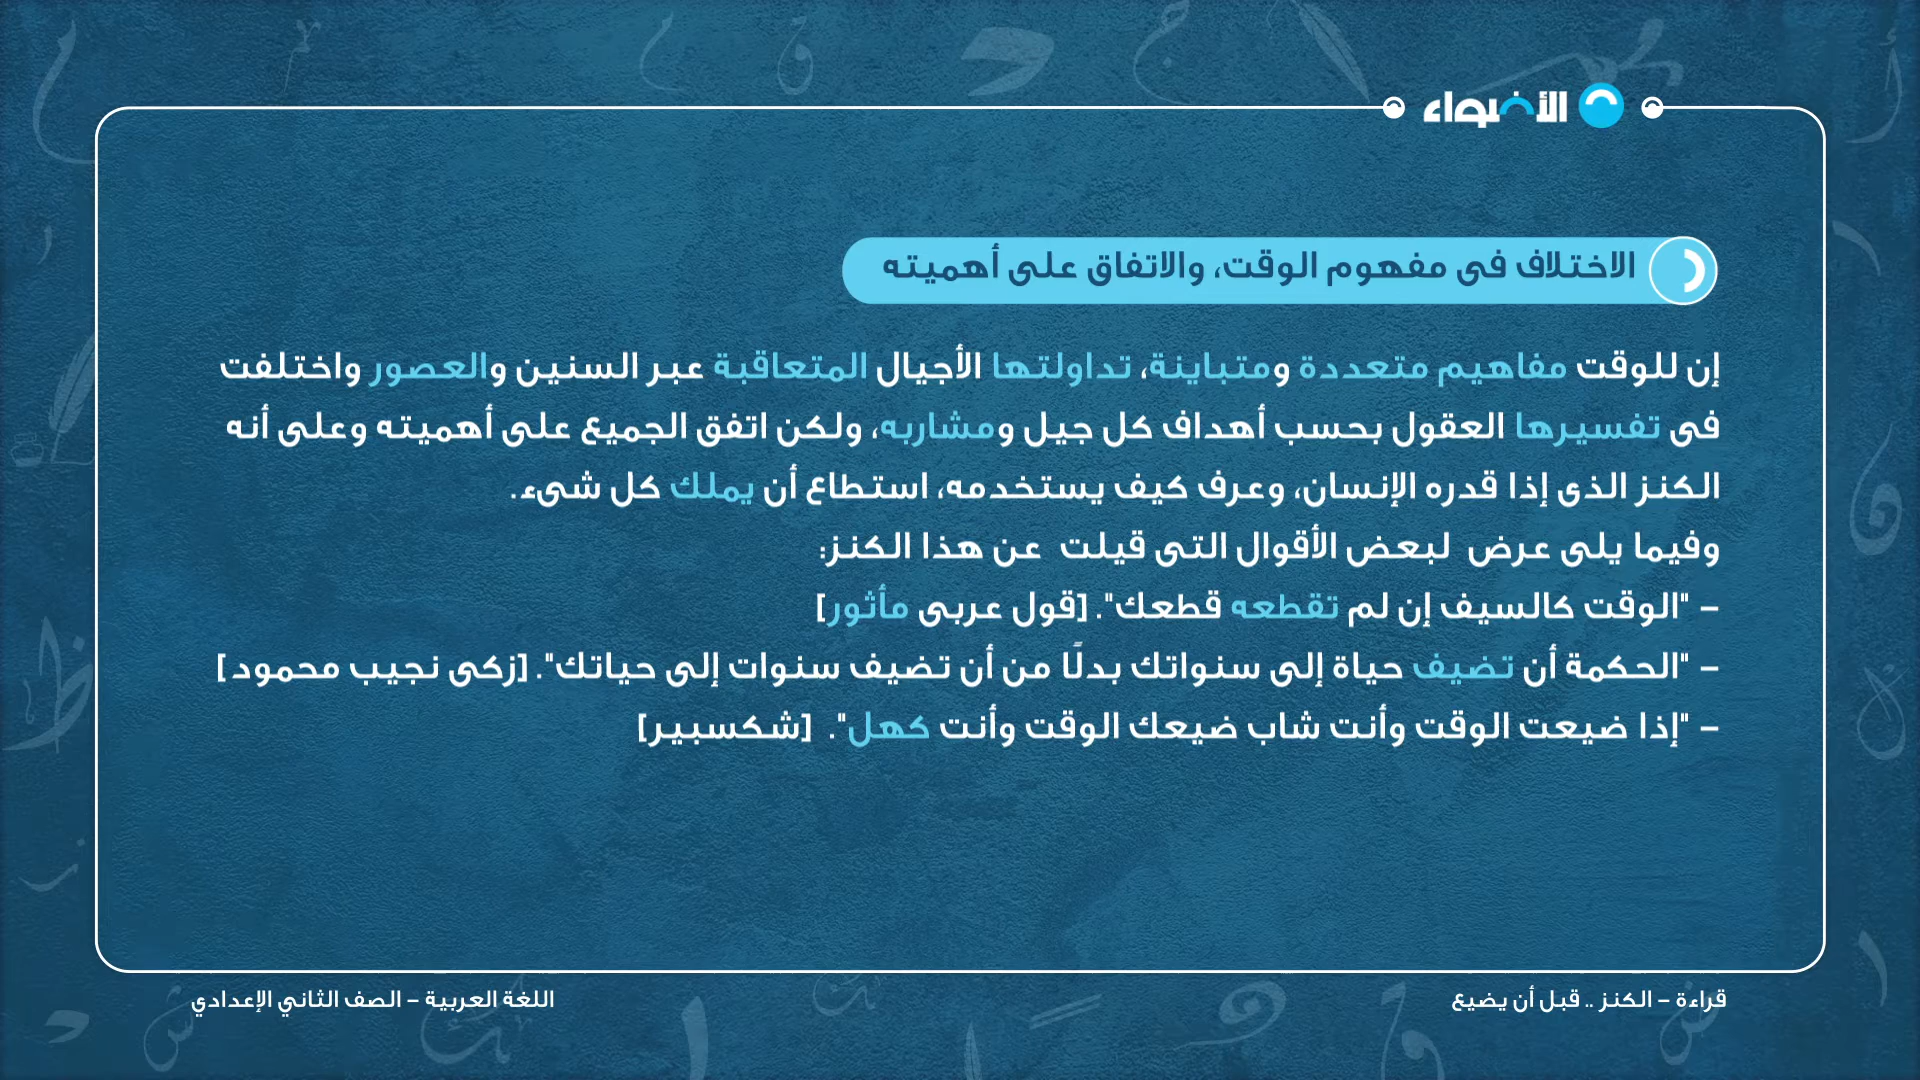 الأضواء
الاختلاف فى مفهوم الوقت، والاتفاق على أهميته
إن للوقت مفاهيم متعددة ومتباينة، تداولتها الأجيال المتعاقبة عبر السنين والعصور واختلفت
فى تفسيرها العقول بحسب أهداف كل جيل ومشاربه، ولكن اتفق الجميع على أهميته وعلى أنه
الكنز الذى إذا قدره الإنسان، وعرف كيف يستخدمه، استطاع أن يملك كل شىء.
وفيما يلى عرض لبعض الأقوال التى قيلت عن هذا الكنز:
– "الوقت كالسيف إن لم تقطعه قطعك". [قول عربى مأثور]
– "الحكمة أن تضيف حياة إلى سنواتك بدلًا من أن تضيف سنوات إلى حياتك". [زكى نجيب محمود]
– "إذا ضيعت الوقت وأنت شاب ضيعك الوقت وأنت كهل". [شكسبير]
قراءة – الكنز .. قبل أن يضيع
اللغة العربية – الصف الثاني الإعدادي